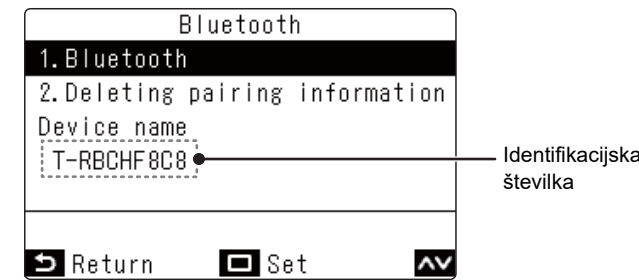 Bluetooth
1.Bluetooth
2.Deleting pairing information
Device name
T-RBCHF8C8
Identifikacijska
številka
Return Set